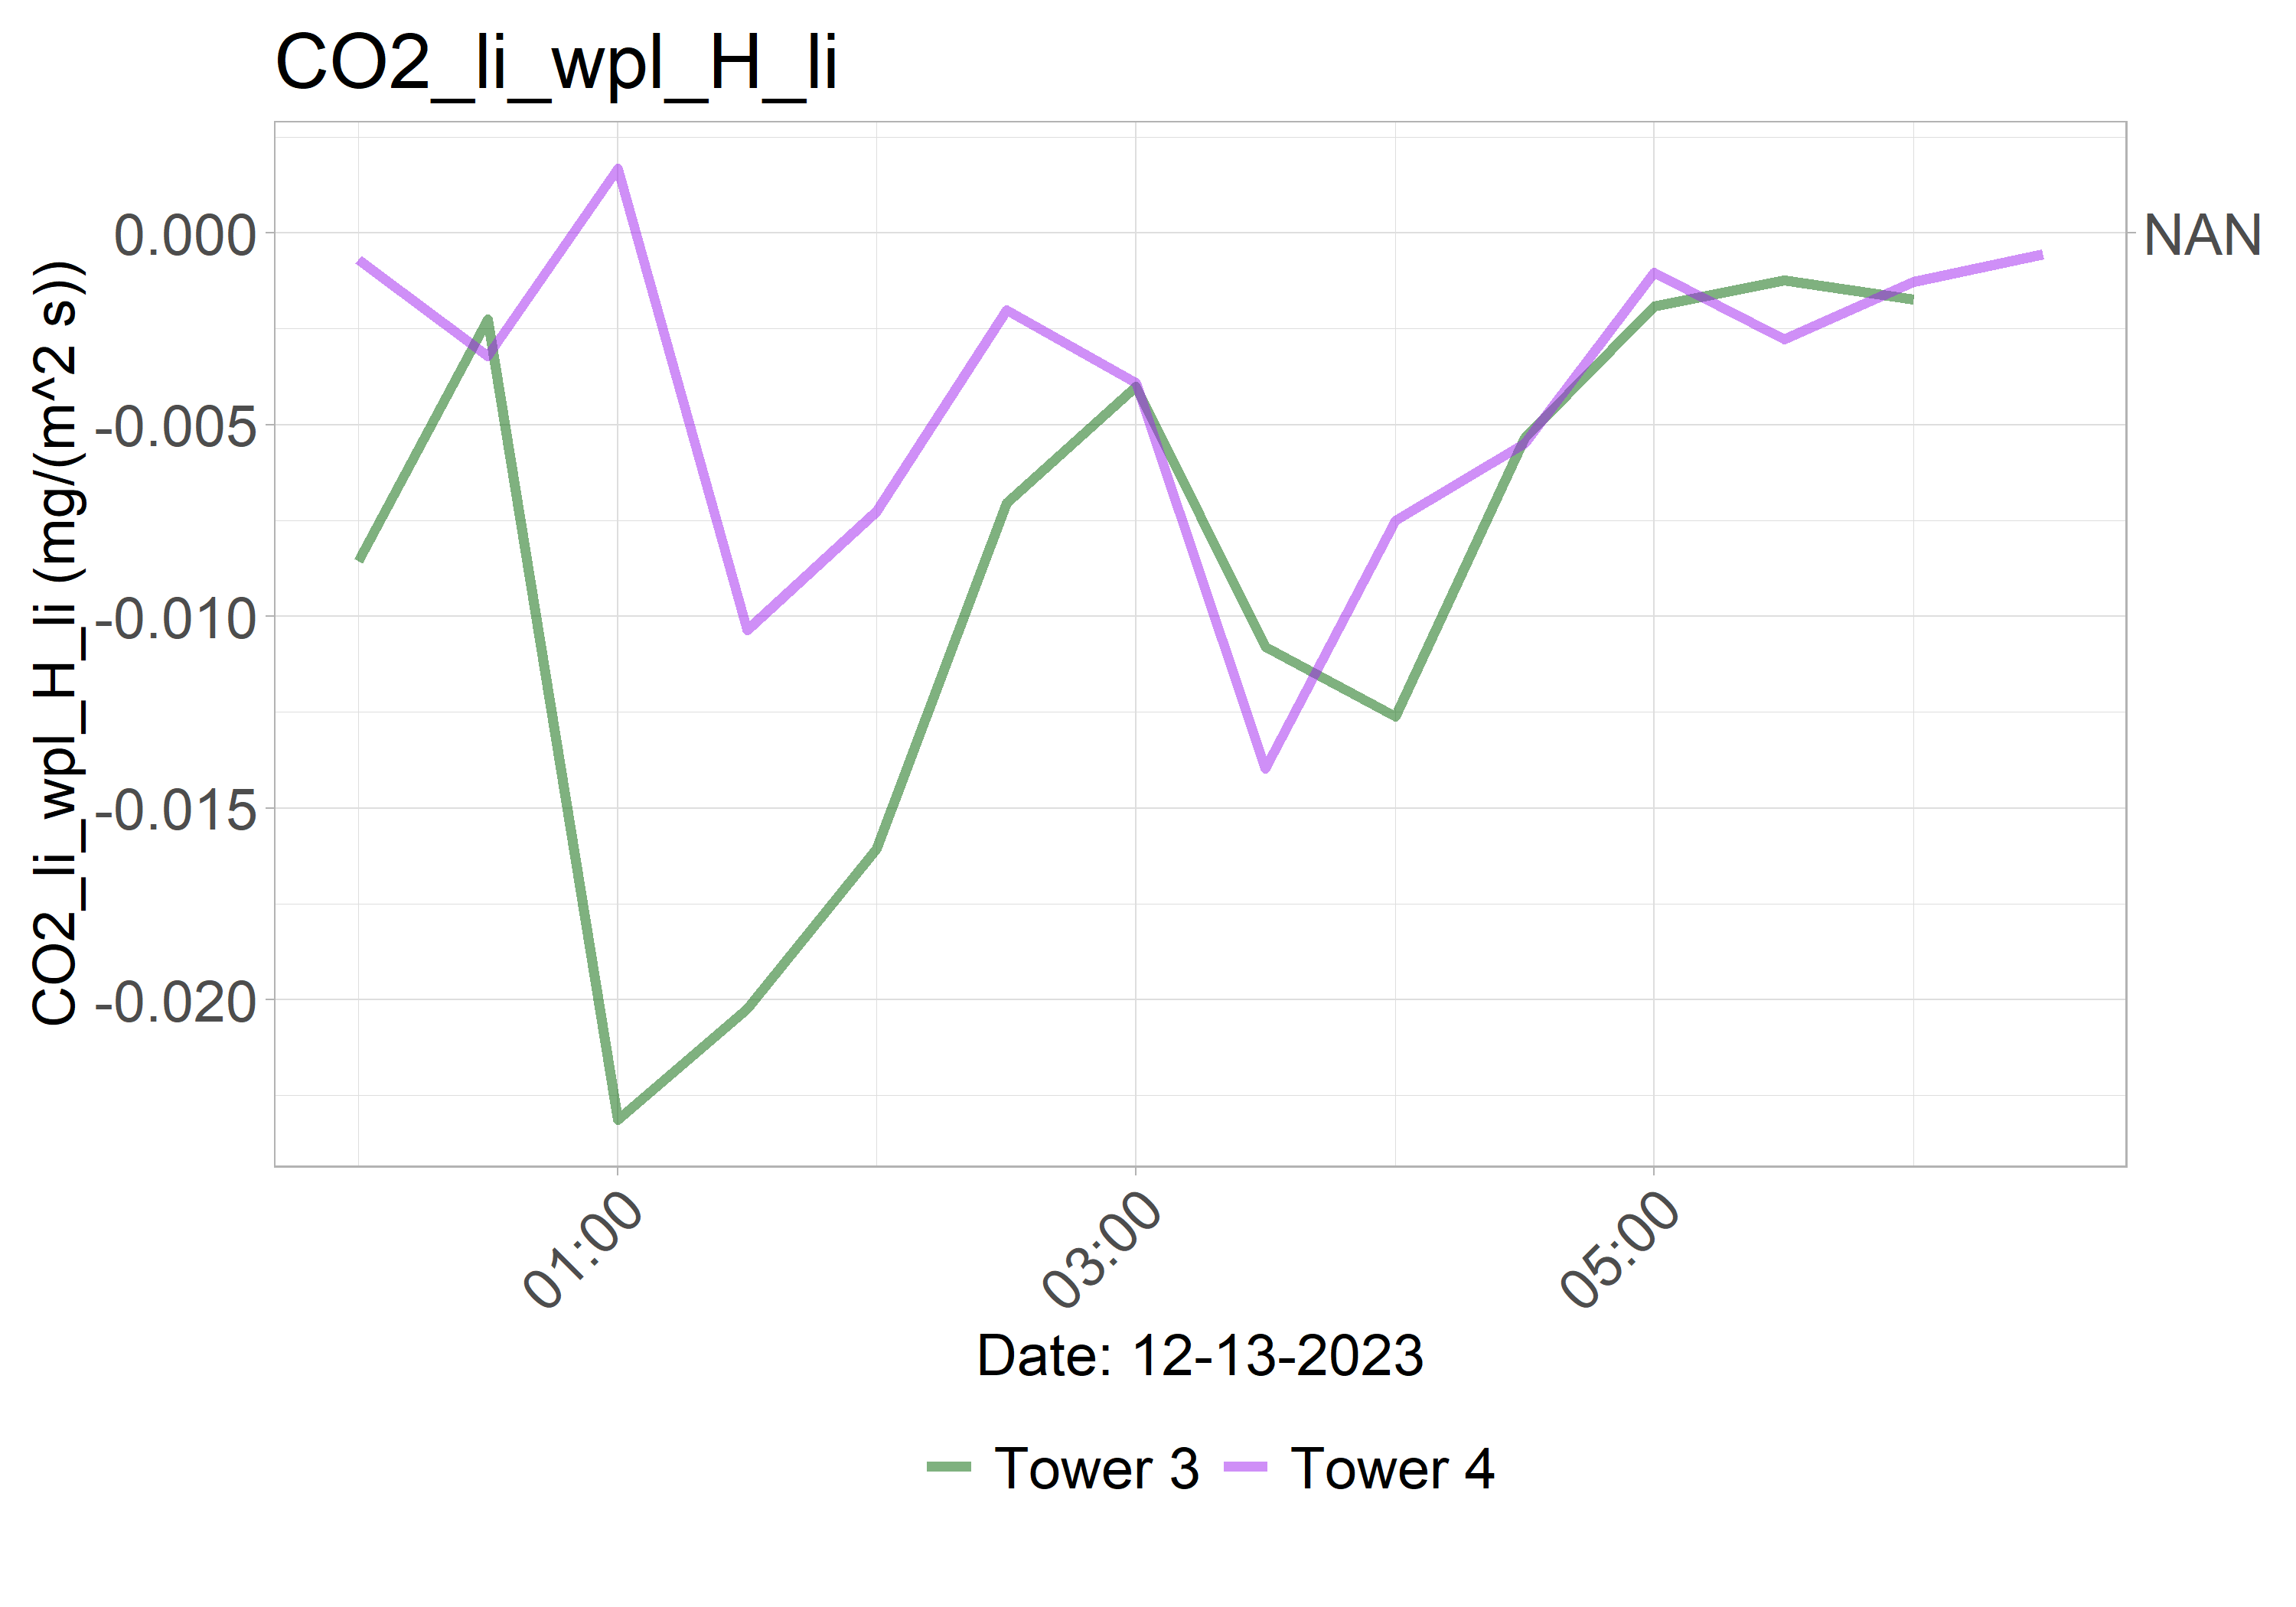 CO2_li_wpl_H_li
CO2_li_wpl_H_li (mg/(m^2 s))
0.000
-0.005
-0.010
-0.015
-0.020
NAN
01:00
03:00
05:00
Date: 12-13-2023
Tower 3
Tower 4